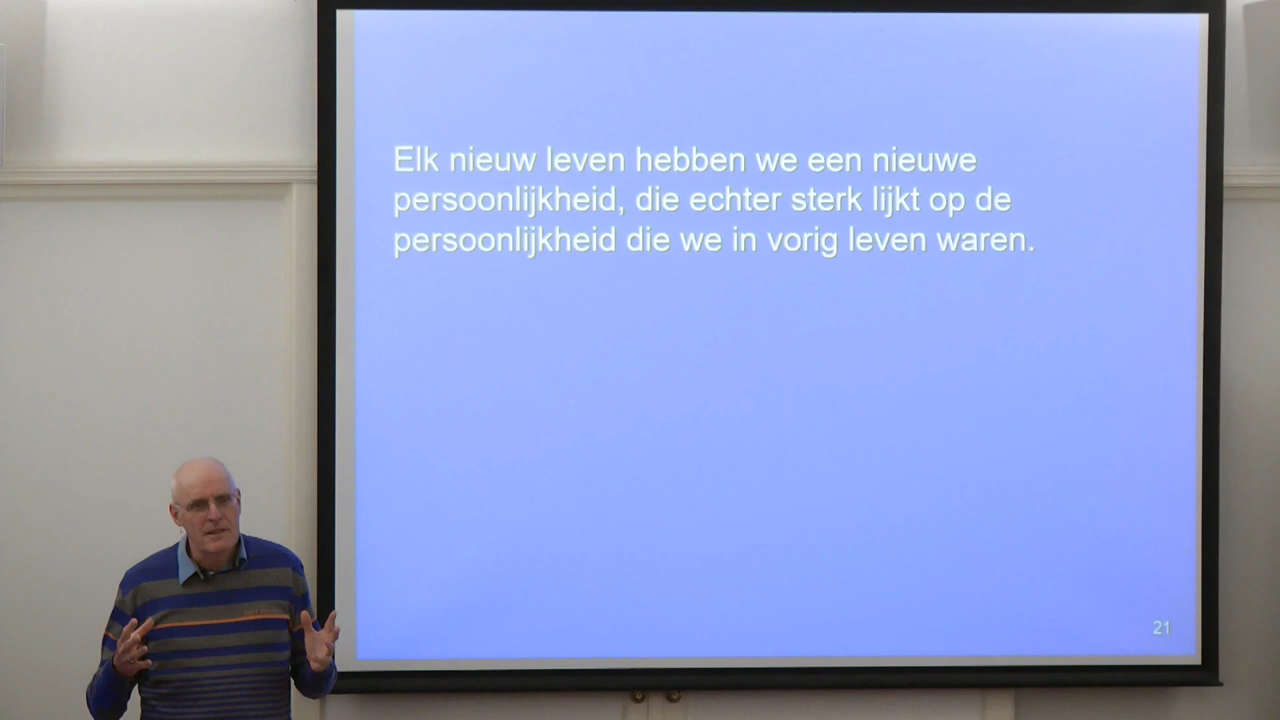 Elk nieuw leven hebben we een nieuwe
persoonlijkheid, die echter sterk lijkt op de
persoonlijkheid die we in vorig leven waren.
21